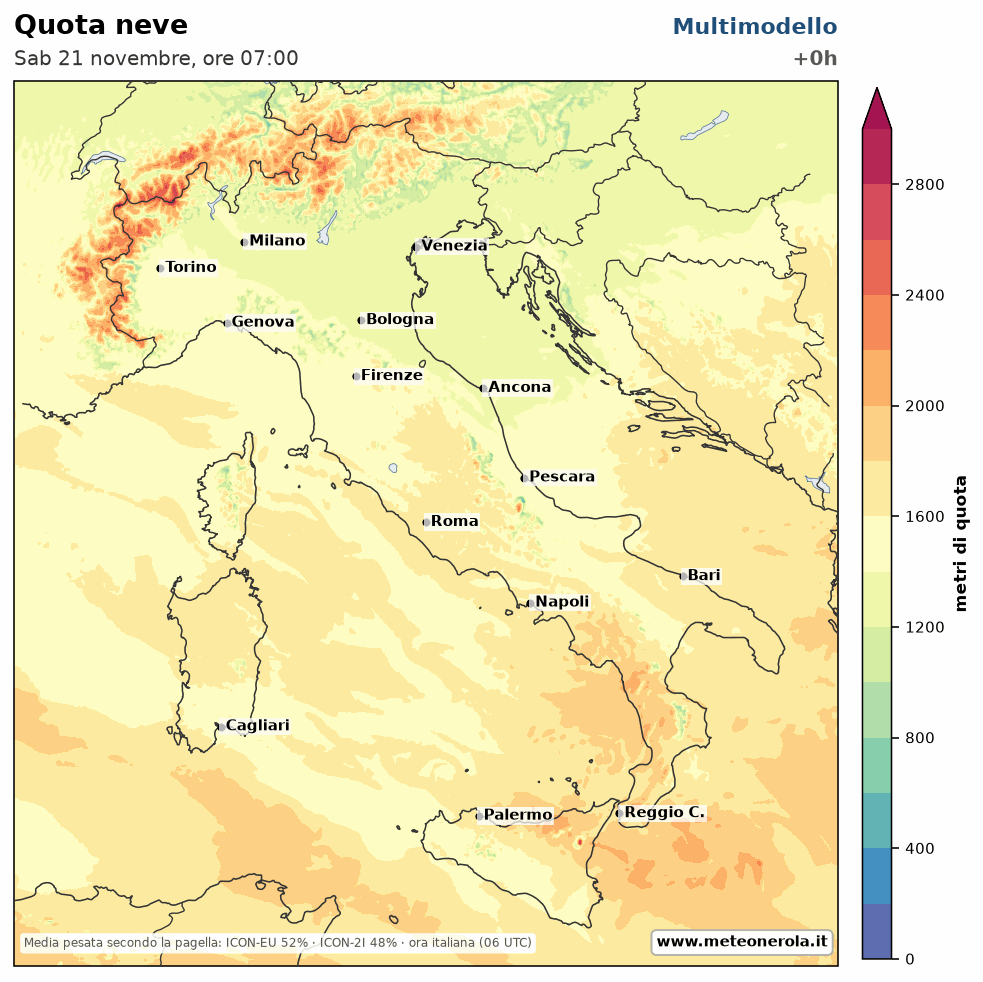 Quota neve
Multimodello
Sab 21 novembre, ore 07:00
+0h
Milano
Venezia
Torino
Genova
Bologna
Firenze
Ancona
Pescara
Roma
Bari
Napoli
Cagliari
Palermo
Reggio C.
2800
2400
2000
1600
1200
800
400
0
metri di quota
Media pesata secondo la pagella: ICON-EU 52% · ICON-2I 48% · ora italiana (06 UTC)
www.meteonerola.it